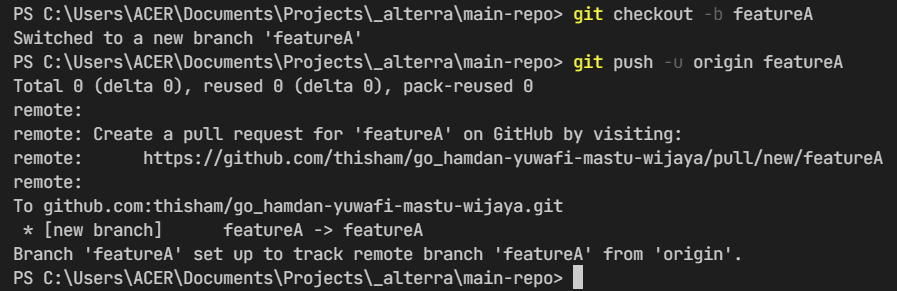 PS C:\Users\ACER\Documents\Projects\_alterra\main-repo> git checkout -b featureA
Switched to a new branch 'featureA'
PS C:\Users\ACER\Documents\Projects\_alterra\main-repo> git push -u origin featureA
Total 0 (delta 0), reused 0 (delta 0), pack-reused 0
remote:
remote: Create a pull request for 'featureA' on GitHub by visiting:
remote:      https://github.com/thisham/go_hamdan-yuwafi-mastu-wijaya/pull/new/featureA
remote:
To github.com:thisham/go_hamdan-yuwafi-mastu-wijaya.git
 * [new branch]      featureA -> featureA
Branch 'featureA' set up to track remote branch 'featureA' from 'origin'.
PS C:\Users\ACER\Documents\Projects\_alterra\main-repo>